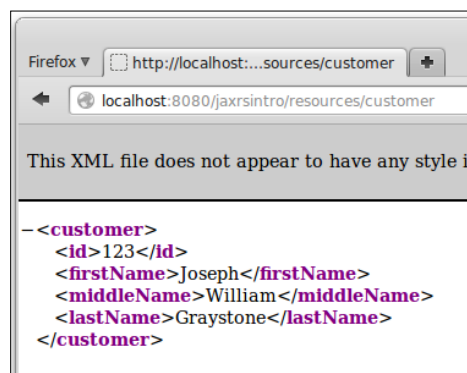 Firefox ▾ http://localhost:...sources/customer
localhost:8080/jaxrsintro/resources/customer
This XML file does not appear to have any style i
−<customer>
<id>123</id>
<firstName>Joseph</firstName>
<middleName>William</middleName>
<lastName>Graystone</lastName>
</customer>